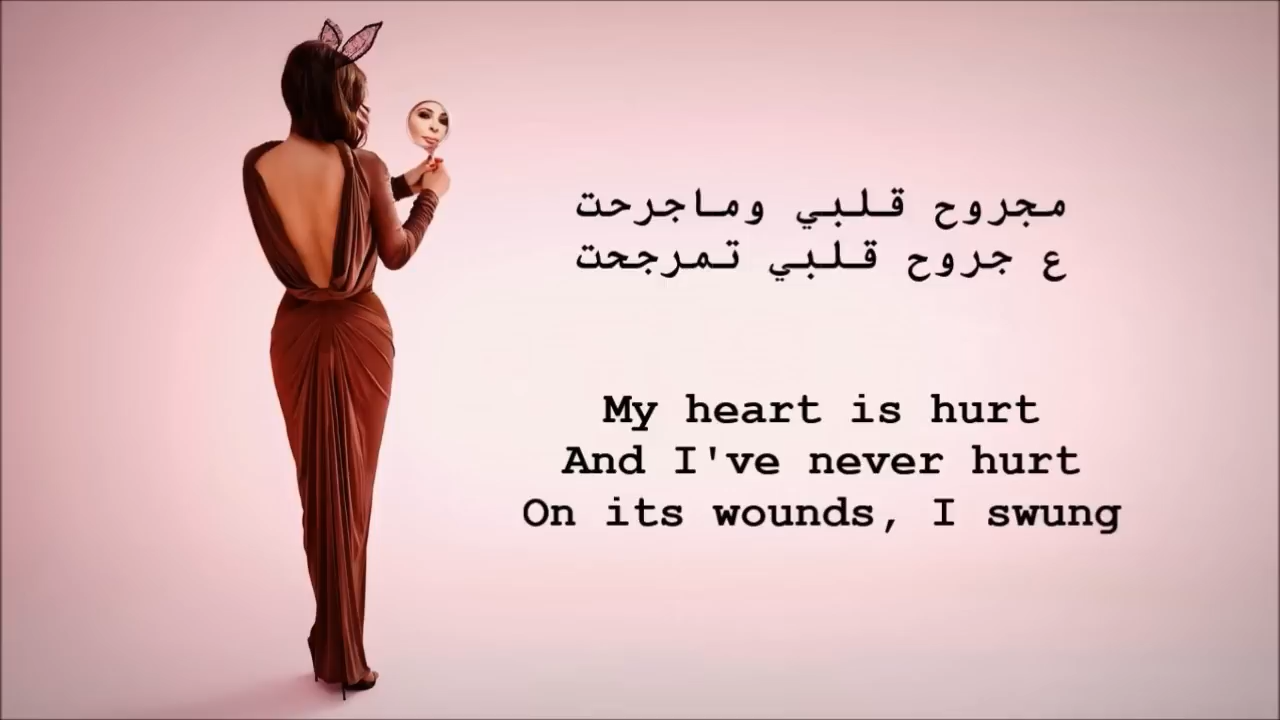 مجروح قلبي وماجرحت
ع جروح قلبي تمرجحت
My heart is hurt
And I've never hurt
On its wounds, I swung